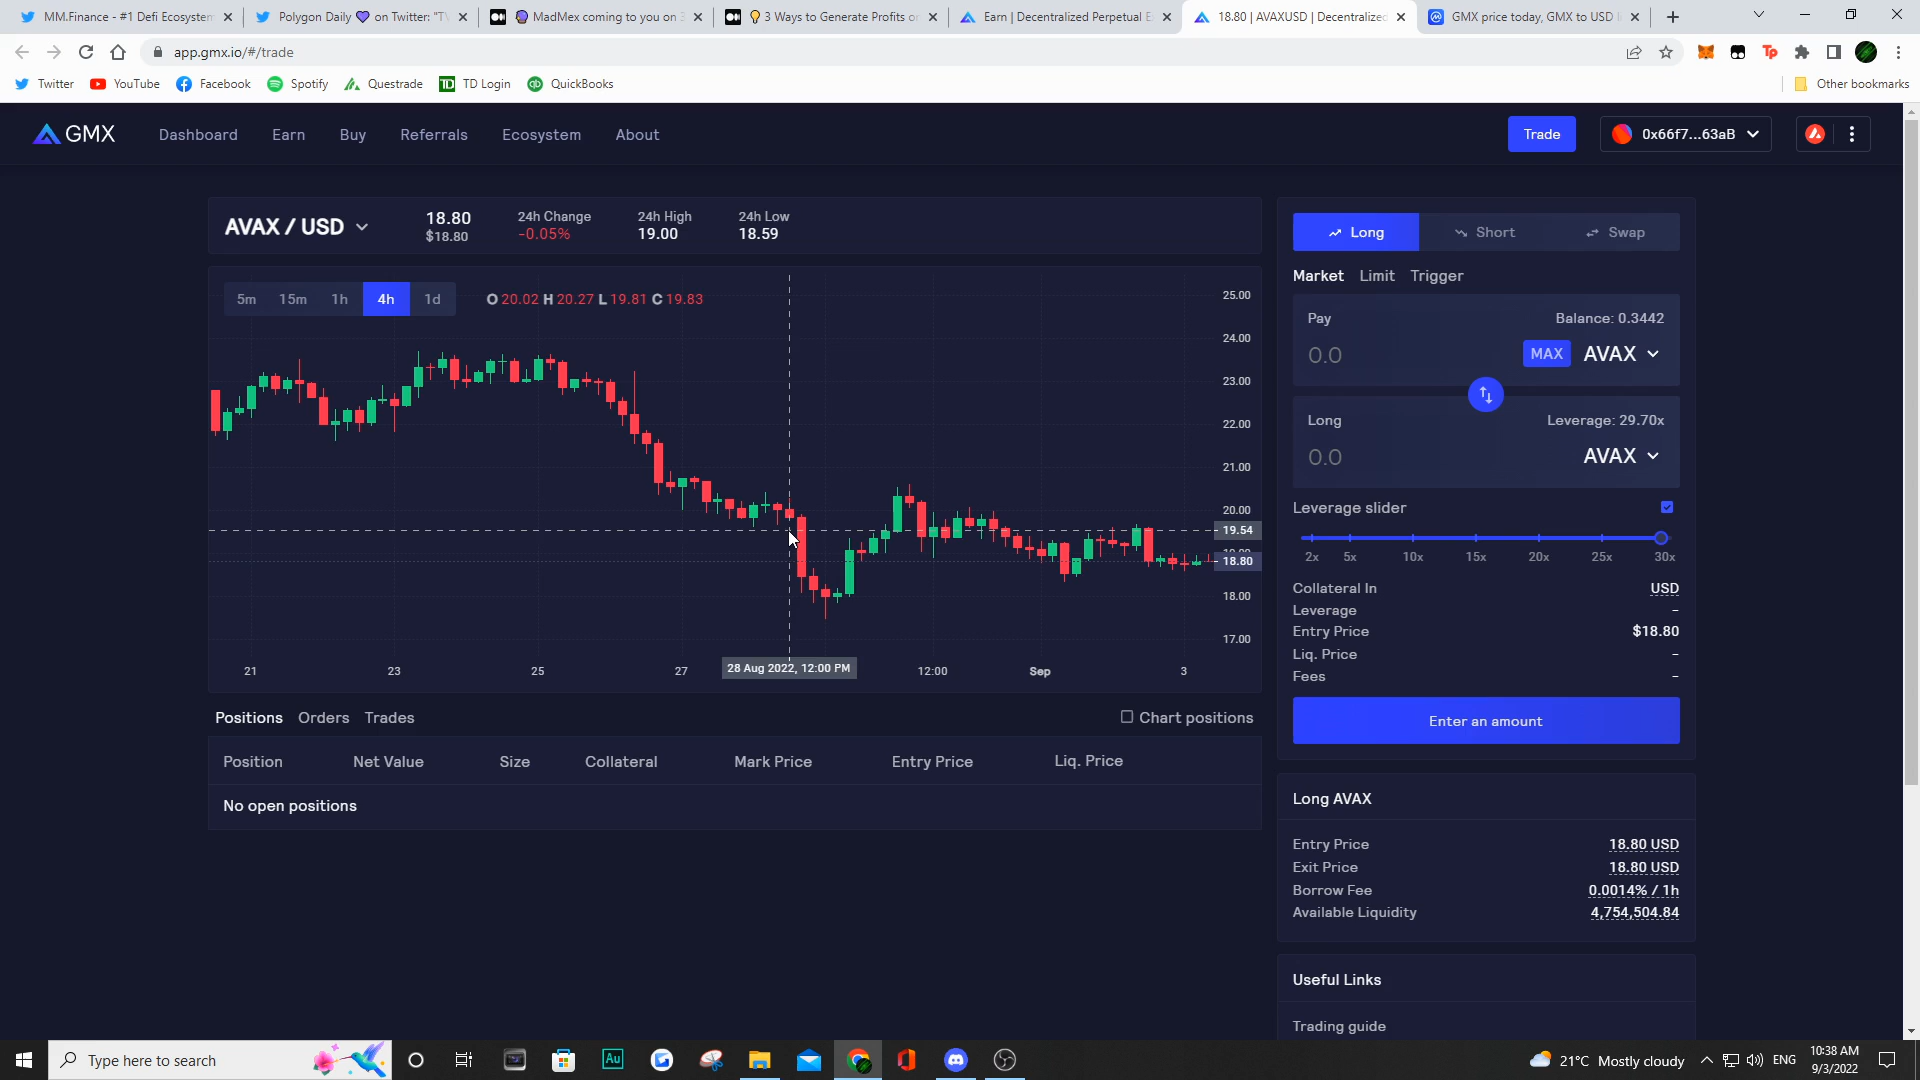 MM.Finance - #1 Defi Ecosystem
Polygon Daily 💜 on Twitter: "T
🔮 MadMex coming to you on 3
💡3 Ways to Generate Profits or
Earn | Decentralized Perpetual E
18.80 | AVAXUSD | Decentralized
GMX price today, GMX to USD li
app.gmx.io/#/trade
Twitter YouTube Facebook Spotify Questrade TD Login QuickBooks Other bookmarks
GMX Dashboard Earn Buy Referrals Ecosystem About Trade 0x66f7...63aB
AVAX / USD
18.80
$18.80
24h Change
-0.05%
24h High
19.00
24h Low
18.59
5m 15m 1h 4h 1d O 20.02 H 20.27 L 19.81 C 19.83
25.00
24.00
23.00
22.00
21.00
20.00
19.54
18.80
18.00
17.00
21 23 25 27 28 Aug 2022, 12:00 PM 12:00 Sep 3
Positions Orders Trades Chart positions
Position Net Value Size Collateral Mark Price Entry Price Liq. Price
No open positions
Long Short Swap
Market Limit Trigger
Pay Balance: 0.3442
0.0 MAX AVAX
Long Leverage: 29.70x
0.0 AVAX
Leverage slider
2x 5x 10x 15x 20x 25x 30x
Collateral In USD
Leverage -
Entry Price $18.80
Liq. Price -
Fees -
Enter an amount
Long AVAX
Entry Price 18.80 USD
Exit Price 18.80 USD
Borrow Fee 0.0014% / 1h
Available Liquidity 4,754,504.84
Useful Links
Trading guide
Type here to search
Au
21°C Mostly cloudy
ENG
10:38 AM
9/3/2022